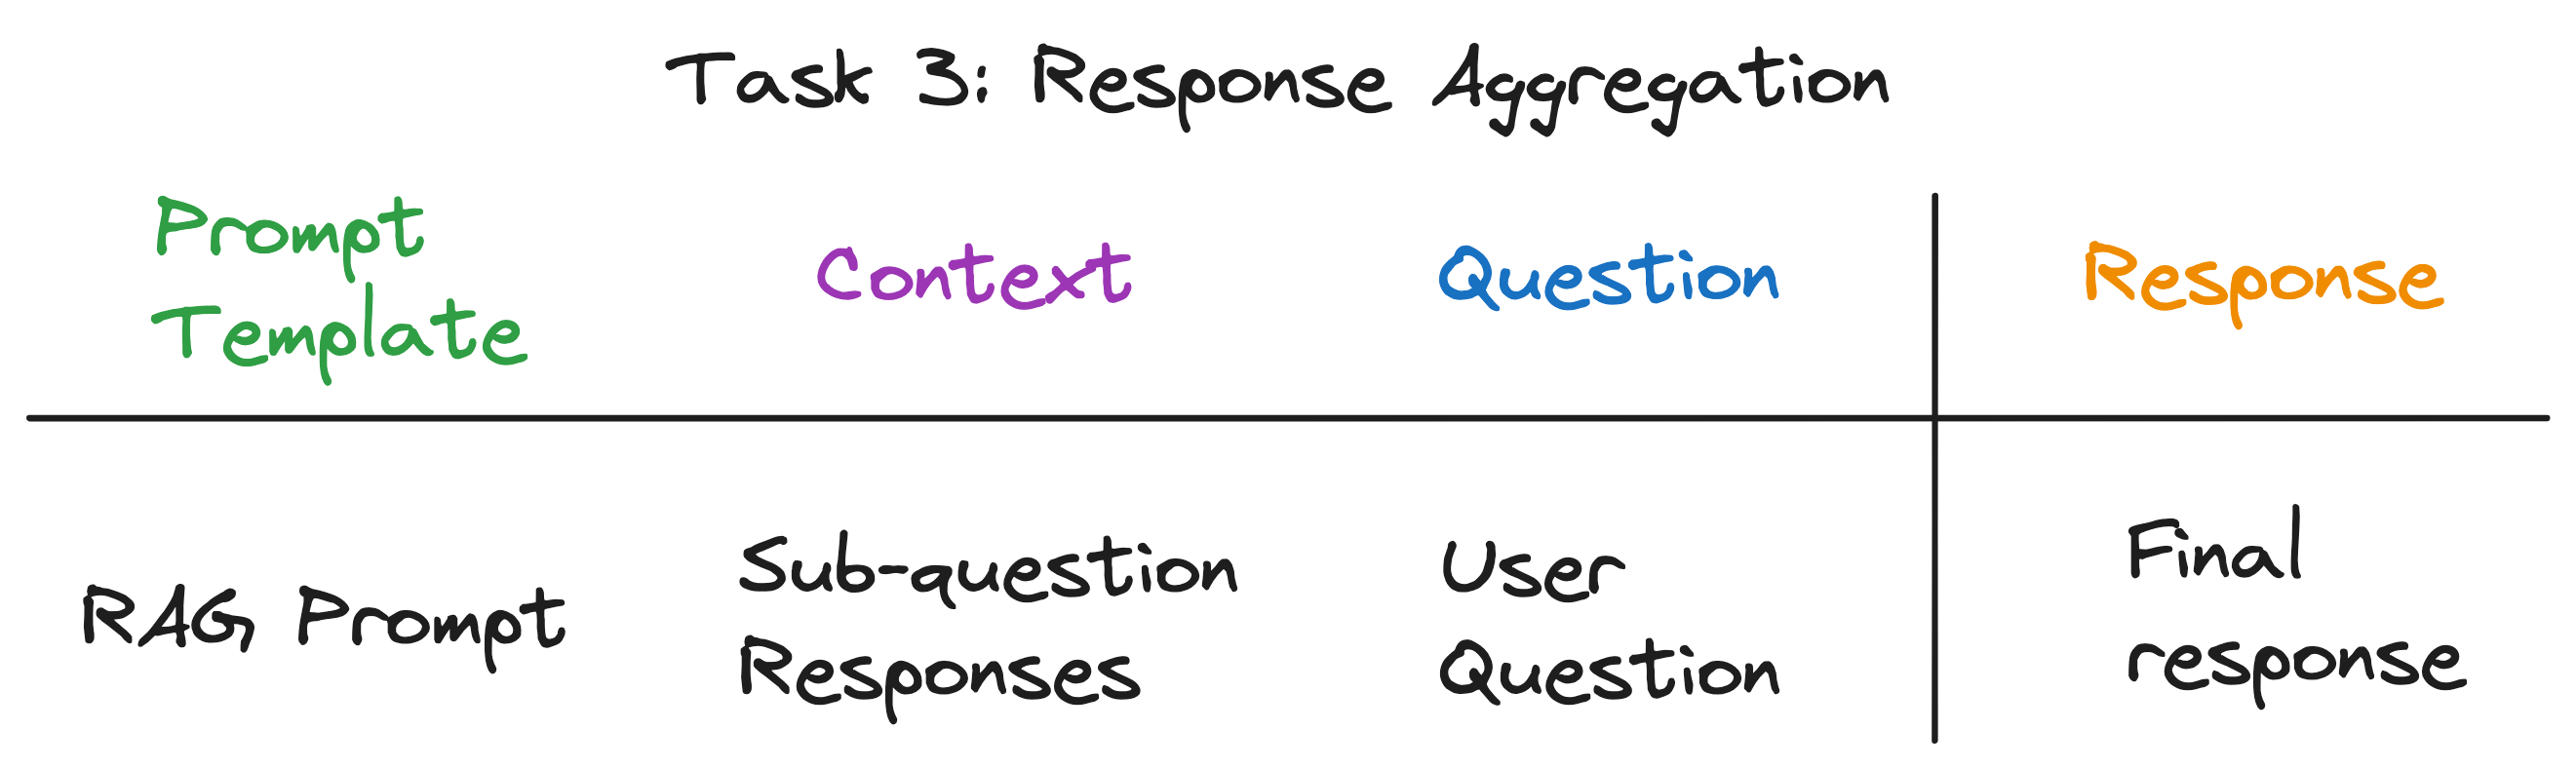 Task 3: Response Aggregation
Prompt
Template
Context
Question
Response
RAG Prompt
Sub-question
Responses
User
Question
Final
response